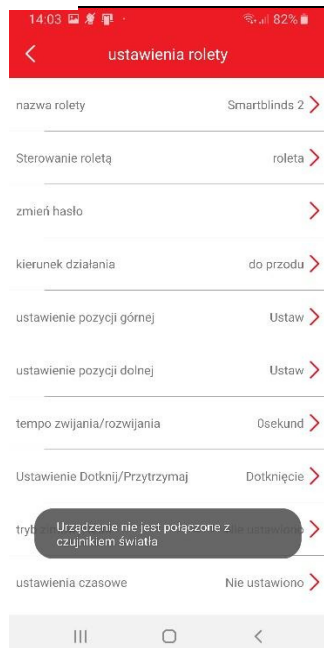 14:03 82%
ustawienia rolety
nazwa rolety Smartblinds 2
Sterowanie roletą roleta
zmień hasło
kierunek działania do przodu
ustawienie pozycji górnej Ustaw
ustawienie pozycji dolnej Ustaw
tempo zwijania/rozwijania 0sekund
Ustawienie Dotknij/Przytrzymaj Dotknięcie
Urządzenie nie jest połączone z
czujnikiem światła
ustawienia czasowe Nie ustawiono